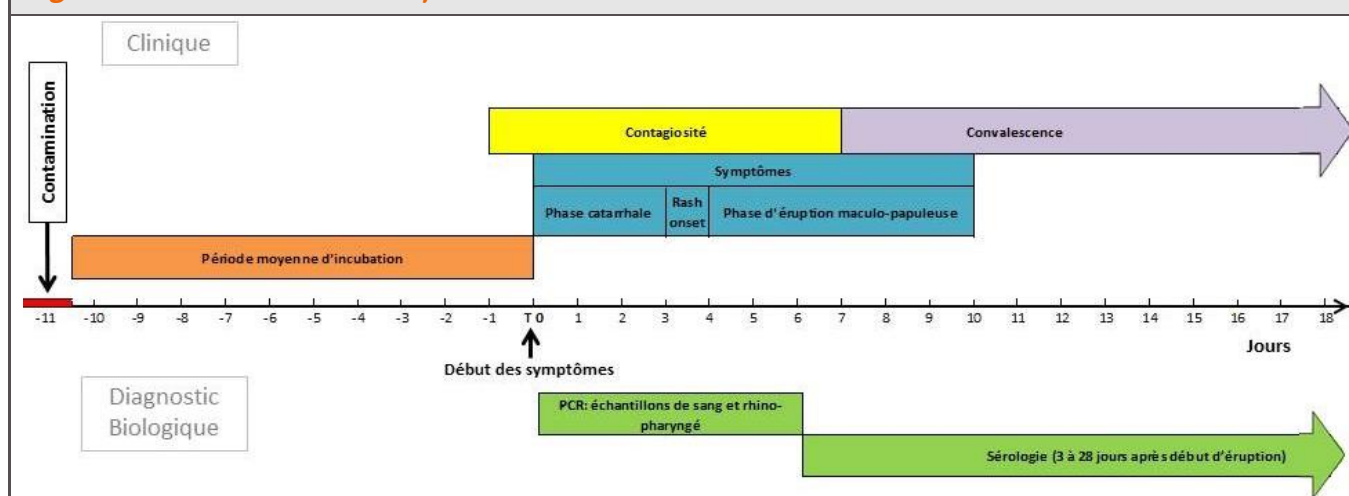 Clinique
Contamination
Contagiosité
Convalescence
Symptômes
Phase catarrhale
Rash
onset
Phase d'éruption maculo-papuleuse
Période moyenne d'incubation
-11 -10 -9 -8 -7 -6 -5 -4 -3 -2 -1 T 0 1 2 3 4 5 6 7 8 9 10 11 12 13 14 15 16 17 18
Jours
Début des symptômes
Diagnostic
Biologique
PCR: échantillons de sang et rhino-
pharyngé
Sérologie (3 à 28 jours après début d'éruption)